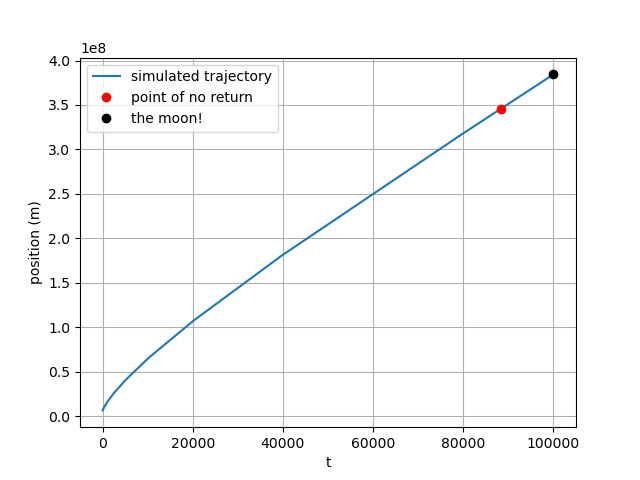 1e8
4.0
3.5
3.0
2.5
2.0
1.5
1.0
0.5
0.0
position (m)
simulated trajectory
point of no return
the moon!
0 20000 40000 60000 80000 100000
t